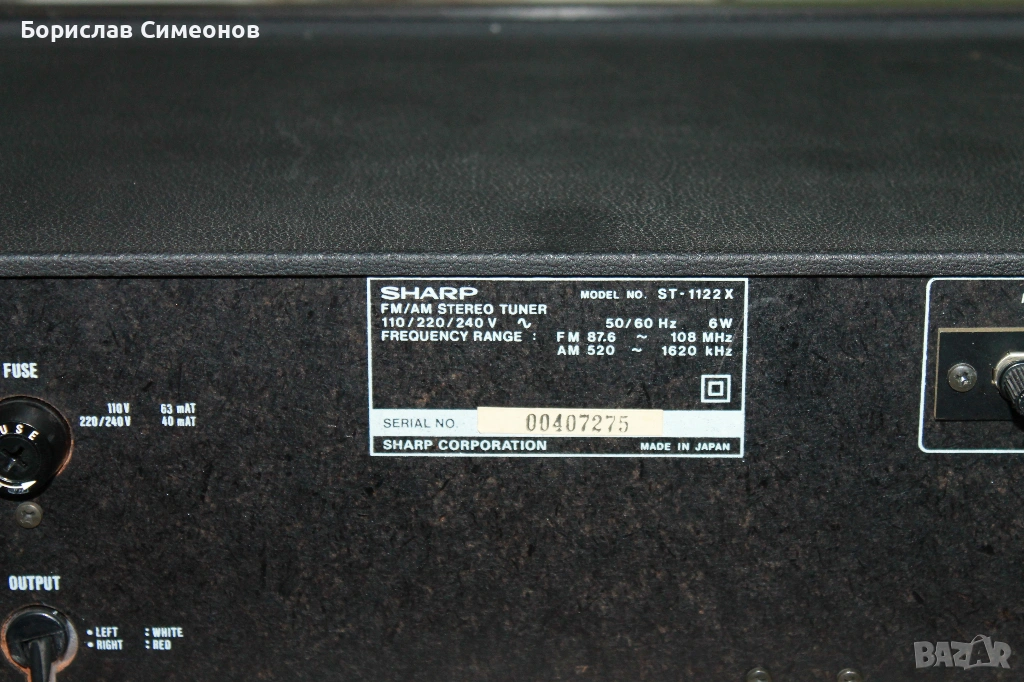 Борислав Симеонов
SHARP MODEL NO. ST-1122X
FM/AM STEREO TUNER
110/220/240 V ∿ 50/60 Hz 6W
FREQUENCY RANGE : FM 87.6 ~ 108 MHz
AM 520 ~ 1620 kHz
SERIAL NO. 00407275
SHARP CORPORATION MADE IN JAPAN
FUSE
110V 63 mAT
220/240V 40 mAT
OUTPUT
• LEFT : WHITE
• RIGHT : RED
BAZAR